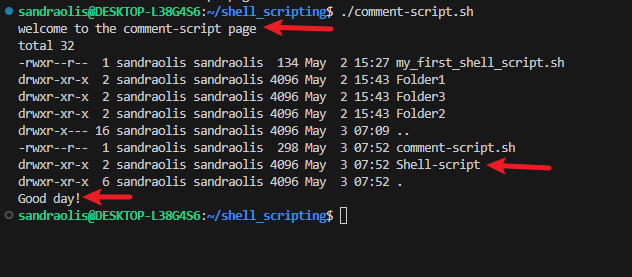 sandraolis@DESKTOP-L38G4S6:~/shell_scripting$ ./comment-script.sh
welcome to the comment-script page
total 32
-rwxr--r--  1 sandraolis sandraolis  134 May  2 15:27 my_first_shell_script.sh
drwxr-xr-x  2 sandraolis sandraolis 4096 May  2 15:43 Folder1
drwxr-xr-x  2 sandraolis sandraolis 4096 May  2 15:43 Folder3
drwxr-xr-x  2 sandraolis sandraolis 4096 May  2 15:43 Folder2
drwxr-x--- 16 sandraolis sandraolis 4096 May  3 07:09 ..
-rwxr--r--  1 sandraolis sandraolis  298 May  3 07:52 comment-script.sh
drwxr-xr-x  2 sandraolis sandraolis 4096 May  3 07:52 Shell-script
drwxr-xr-x  6 sandraolis sandraolis 4096 May  3 07:52 .
Good day!
sandraolis@DESKTOP-L38G4S6:~/shell_scripting$